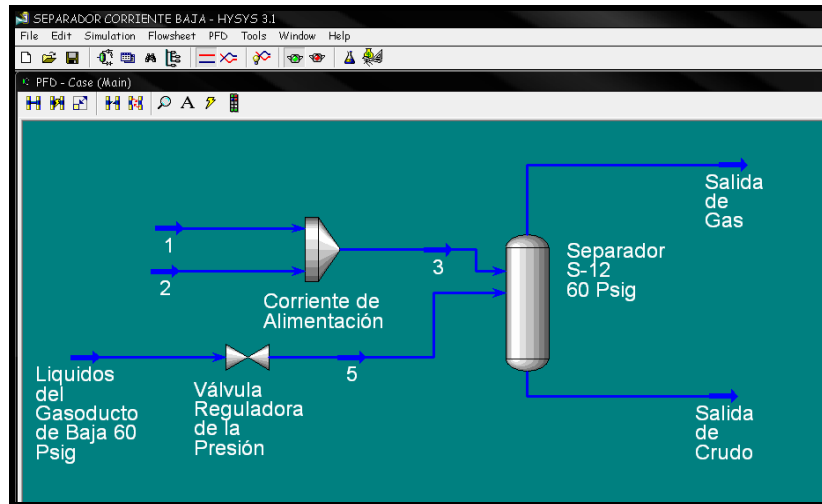 SEPARADOR CORRIENTE BAJA - HYSYS 3.1
File Edit Simulation Flowsheet PFD Tools Window Help
PFD - Case (Main)
A
Salida
de
Gas
1
2
3
Separador
S-12
60 Psig
Corriente de
Alimentación
5
Liquidos
del
Gasoducto
de Baja 60
Psig
Válvula
Reguladora
de la
Presión
Salida
de
Crudo